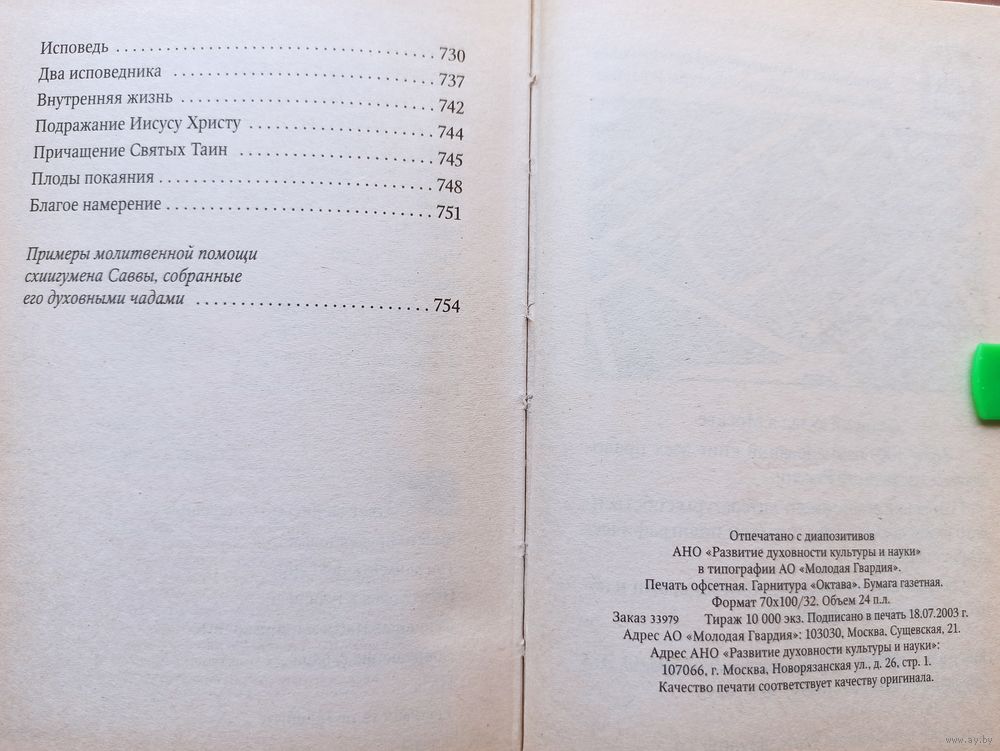 Исповедь . . . . . . . . . . . . . . . . . . . . . . . . . . . . . . . . . . 730
Два исповедника . . . . . . . . . . . . . . . . . . . . . . . . . . . . 737
Внутренняя жизнь . . . . . . . . . . . . . . . . . . . . . . . . . . . 742
Подражание Иисусу Христу . . . . . . . . . . . . . . . . . . . . 744
Причащение Святых Таин . . . . . . . . . . . . . . . . . . . . . 745
Плоды покаяния . . . . . . . . . . . . . . . . . . . . . . . . . . . . . 748
Благое намерение . . . . . . . . . . . . . . . . . . . . . . . . . . . . 751
Примеры молитвенной помощи
схиигумена Саввы, собранные
его духовными чадами . . . . . . . . . . . . . . . . . . . . . . . . 754
Отпечатано с диапозитивов
АНО «Развитие духовности культуры и науки»
в типографии АО «Молодая Гвардия».
Печать офсетная. Гарнитура «Октава». Бумага газетная.
Формат 70х100/32. Объем 24 п.л.
Заказ 33979 Тираж 10 000 экз. Подписано в печать 18.07.2003 г.
Адрес АО «Молодая Гвардия»: 103030, Москва, Сущевская, 21.
Адрес АНО «Развитие духовности культуры и науки»:
107066, г. Москва, Новорязанская ул., д. 26, стр. 1.
Качество печати соответствует качеству оригинала.
www.ay.by